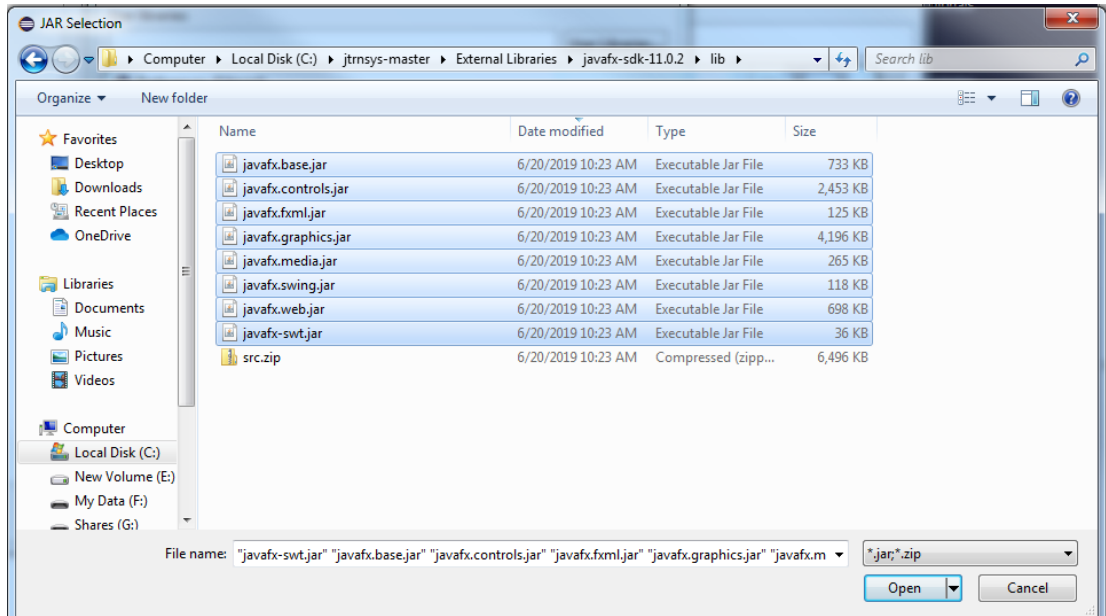 JAR Selection
Computer Local Disk (C:) jtrnsys-master External Libraries javafx-sdk-11.0.2 lib
Search lib
Organize New folder
Name Date modified Type Size
Favorites
Desktop
Downloads
Recent Places
OneDrive
Libraries
Documents
Music
Pictures
Videos
Computer
Local Disk (C:)
New Volume (E:)
My Data (F:)
Shares (G:)
javafx.base.jar 6/20/2019 10:23 AM Executable Jar File 733 KB
javafx.controls.jar 6/20/2019 10:23 AM Executable Jar File 2,453 KB
javafx.fxml.jar 6/20/2019 10:23 AM Executable Jar File 125 KB
javafx.graphics.jar 6/20/2019 10:23 AM Executable Jar File 4,196 KB
javafx.media.jar 6/20/2019 10:23 AM Executable Jar File 265 KB
javafx.swing.jar 6/20/2019 10:23 AM Executable Jar File 118 KB
javafx.web.jar 6/20/2019 10:23 AM Executable Jar File 698 KB
javafx-swt.jar 6/20/2019 10:23 AM Executable Jar File 36 KB
src.zip 6/20/2019 10:23 AM Compressed (zipp... 6,496 KB
File name: "javafx-swt.jar" "javafx.base.jar" "javafx.controls.jar" "javafx.fxml.jar" "javafx.graphics.jar" "javafx.m
*.jar;*.zip
Open Cancel